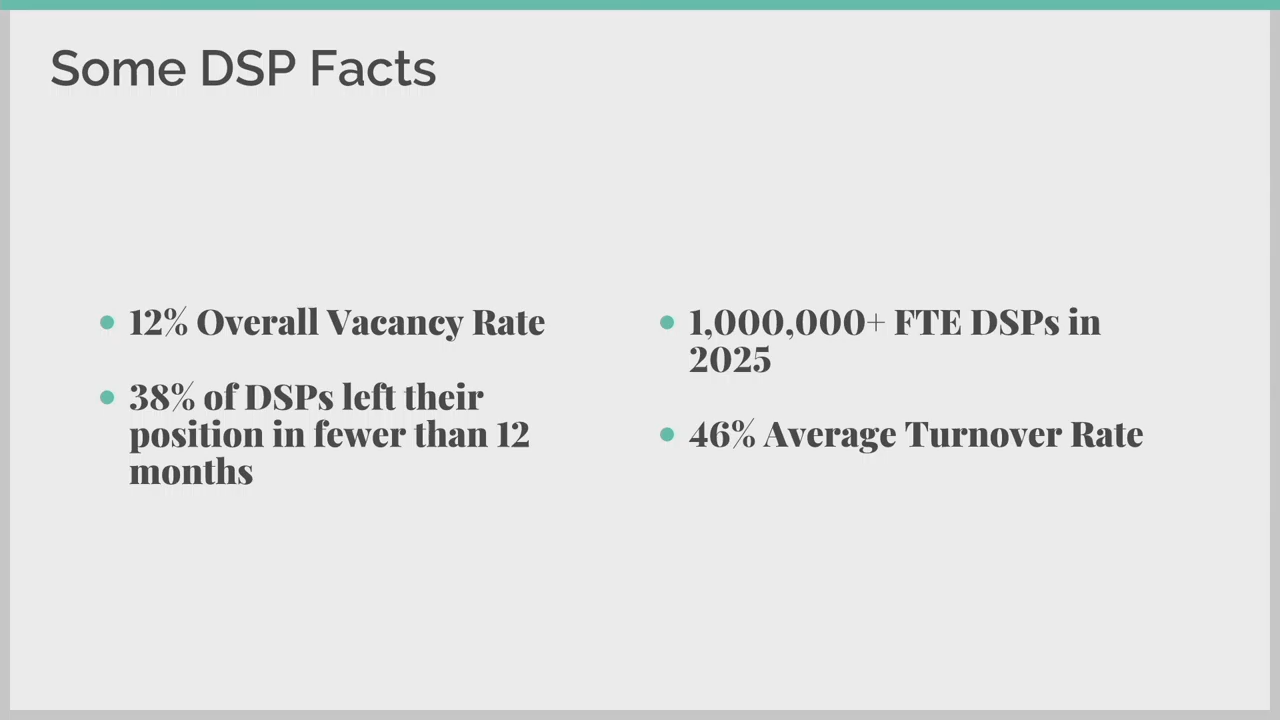 Some DSP Facts
12% Overall Vacancy Rate
38% of DSPs left their
position in fewer than 12
months
1,000,000+ FTE DSPs in
2025
46% Average Turnover Rate